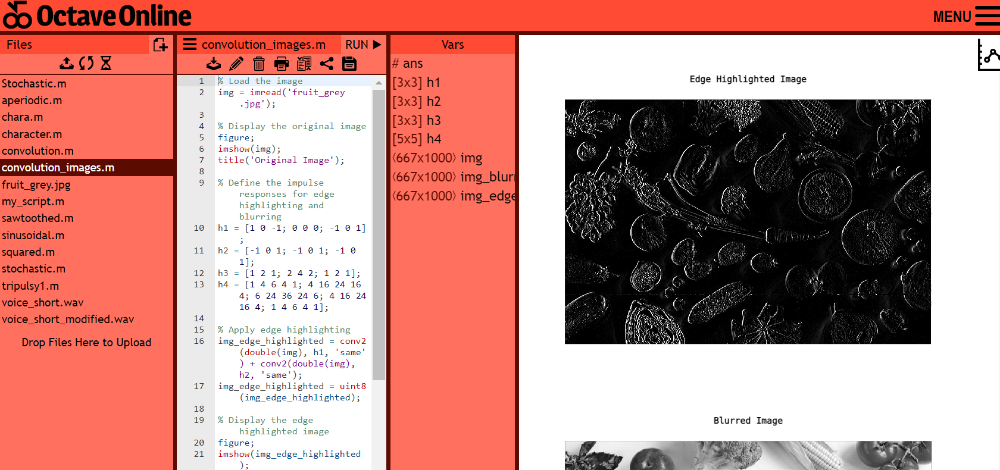 Octave Online
MENU
Files
Stochastic.m
aperiodic.m
chara.m
character.m
convolution.m
convolution_images.m
fruit_grey.jpg
my_script.m
sawtoothed.m
sinusoidal.m
squared.m
stochastic.m
tripulsy1.m
voice_short.wav
voice_short_modified.wav
Drop Files Here to Upload
convolution_images.m
RUN
1 % Load the image
2 img = imread('fruit_grey
.jpg');
3
4 % Display the original image
5 figure;
6 imshow(img);
7 title('Original Image');
8
9 % Define the impulse
responses for edge
highlighting and
blurring
10 h1 = [1 0 -1; 0 0 0; -1 0 1]
;
11 h2 = [-1 0 1; -1 0 1; -1 0
1];
12 h3 = [1 2 1; 2 4 2; 1 2 1];
13 h4 = [1 4 6 4 1; 4 16 24 16
4; 6 24 36 24 6; 4 16 24
16 4; 1 4 6 4 1];
14
15 % Apply edge highlighting
16 img_edge_highlighted = conv2
(double(img), h1, 'same'
) + conv2(double(img),
h2, 'same');
17 img_edge_highlighted = uint8
(img_edge_highlighted);
18
19 % Display the edge
highlighted image
20 figure;
21 imshow(img_edge_highlighted
);
Vars
# ans
[3x3] h1
[3x3] h2
[3x3] h3
[5x5] h4
⟨667x1000⟩ img
⟨667x1000⟩ img_blur
⟨667x1000⟩ img_edge
Edge Highlighted Image
Blurred Image